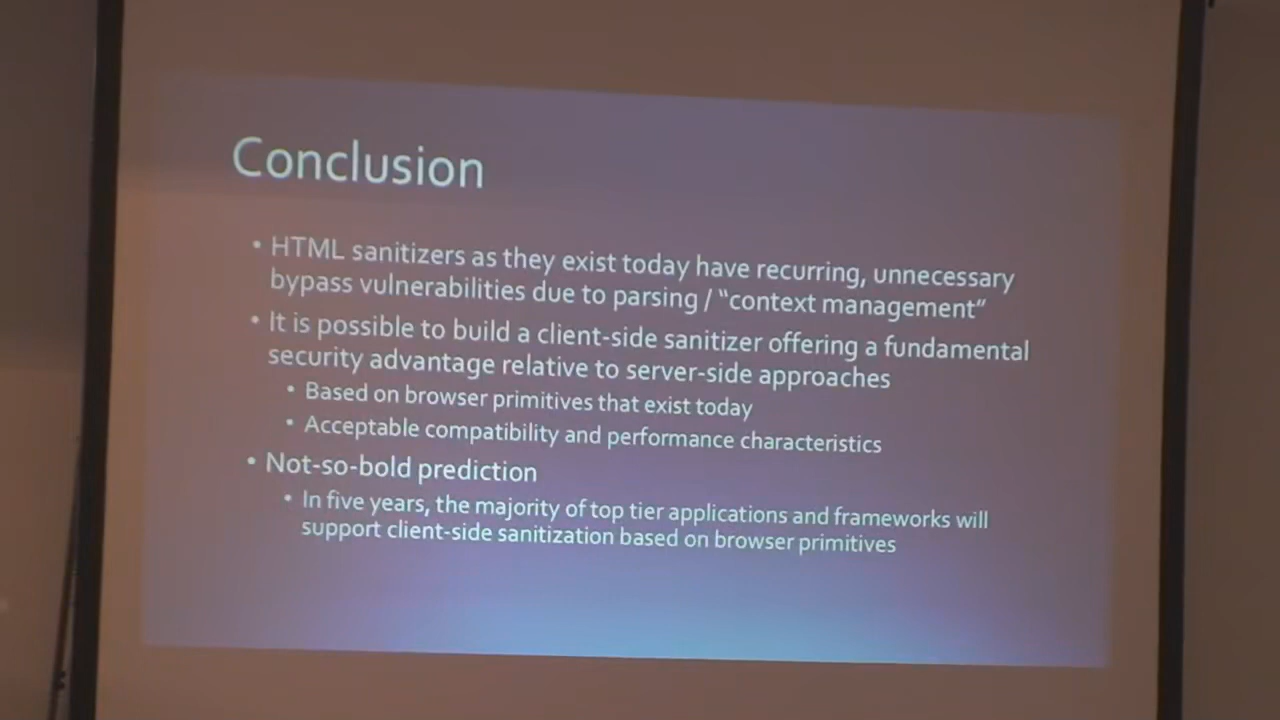 Conclusion
• HTML sanitizers as they exist today have recurring, unnecessary
bypass vulnerabilities due to parsing / “context management”
• It is possible to build a client-side sanitizer offering a fundamental
security advantage relative to server-side approaches
• Based on browser primitives that exist today
• Acceptable compatibility and performance characteristics
• Not-so-bold prediction
• In five years, the majority of top tier applications and frameworks will
support client-side sanitization based on browser primitives